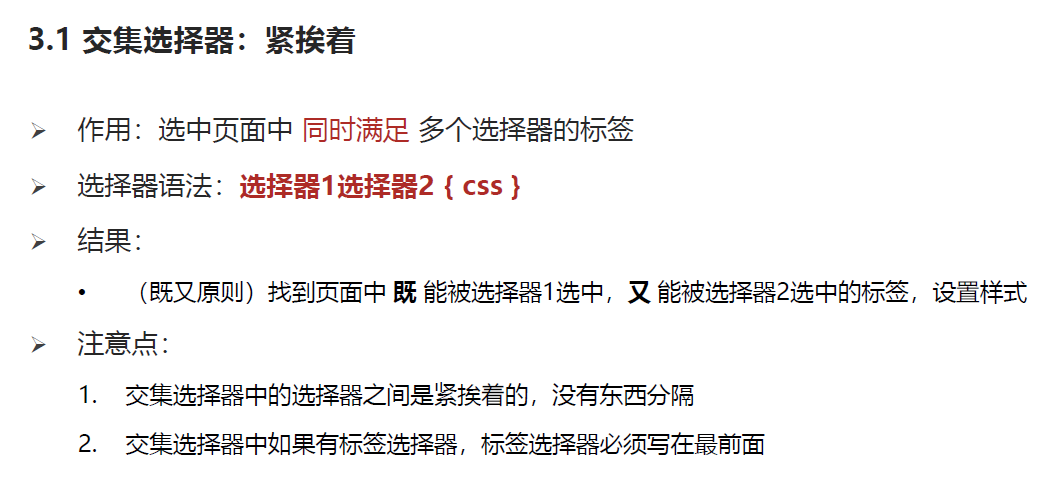 3.1 交集选择器：紧挨着
➢ 作用：选中页面中 同时满足 多个选择器的标签
➢ 选择器语法：选择器1选择器2 { css }
➢ 结果：
• （既又原则）找到页面中 既 能被选择器1选中，又 能被选择器2选中的标签，设置样式
➢ 注意点：
1. 交集选择器中的选择器之间是紧挨着的，没有东西分隔
2. 交集选择器中如果有标签选择器，标签选择器必须写在最前面